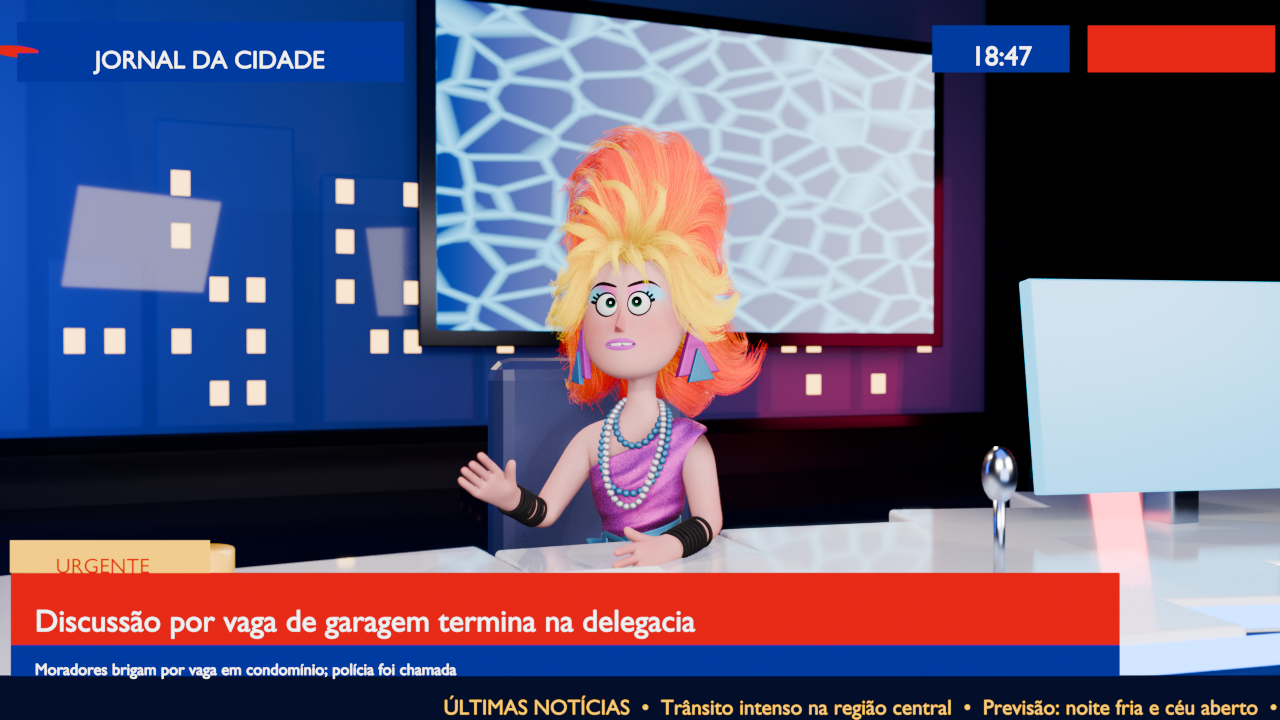 JORNAL DA CIDADE
18:47
URGENTE
Discussão por vaga de garagem termina na delegacia
Moradores brigam por vaga em condomínio; polícia foi chamada
ÚLTIMAS NOTÍCIAS • Trânsito intenso na região central • Previsão: noite fria e céu aberto •